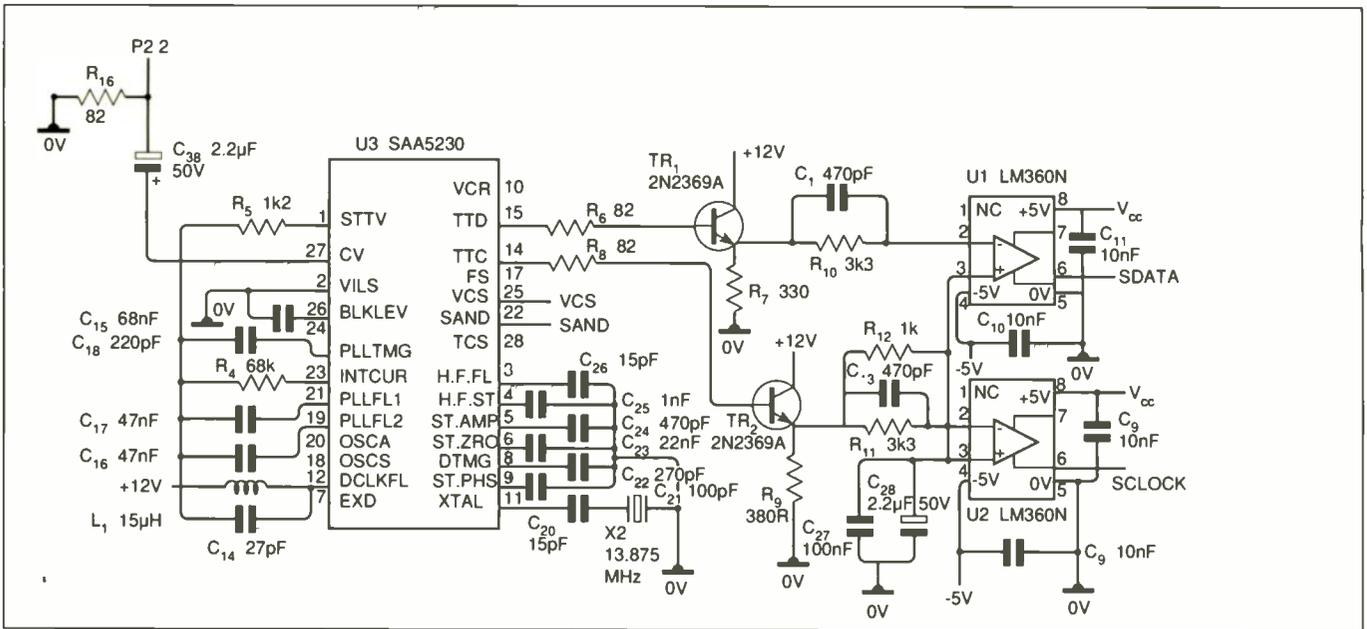 P2 2
R16
82
0V
C38 2.2µF
50V
+
U3 SAA5230
R5 1k2
1 STTV
27 CV
2 VILS
0V
26 BLKLEV
C15 68nF
24 PLLTMG
C18 220pF
R4 68k
23 INTCUR
21 PLLFL1
C17 47nF
19 PLLFL2
20 OSCA
C16 47nF
18 OSCS
12 DCLKFL
+12V
7 EXD
L1 15µH
C14 27pF
VCR 10
TTD 15
TTC 14
FS 17
VCS 25
VCS
SAND 22
SAND
TCS 28
H.F.FL 3
H.F.ST 4
ST.AMP 5
ST.ZRO 6
DTMG 8
ST.PHS 9
XTAL 11
C26 15pF
C25 1nF
C24 470pF
C23 22nF
C22 270pF
C21 100pF
C20
15pF
X2
13.875
MHz
0V
R6 82
R8 82
TR1
2N2369A
+12V
R7 330
0V
C1 470pF
R10 3k3
+12V
TR2
2N2369A
R9
380R
0V
R12 1k
C.3 470pF
R11 3k3
C28
2.2µF 50V
C27
100nF
0V
U1 LM360N
1 NC +5V 8
Vcc
2
7
C11
10nF
3
+
6
SDATA
-5V
4
0V 5
C10 10nF
-5V
0V
1 NC +5V 8
Vcc
2
7
C9
10nF
3
+
6
4
-5V
0V 5
SCLOCK
U2 LM360N
C9 10nF
-5V
0V